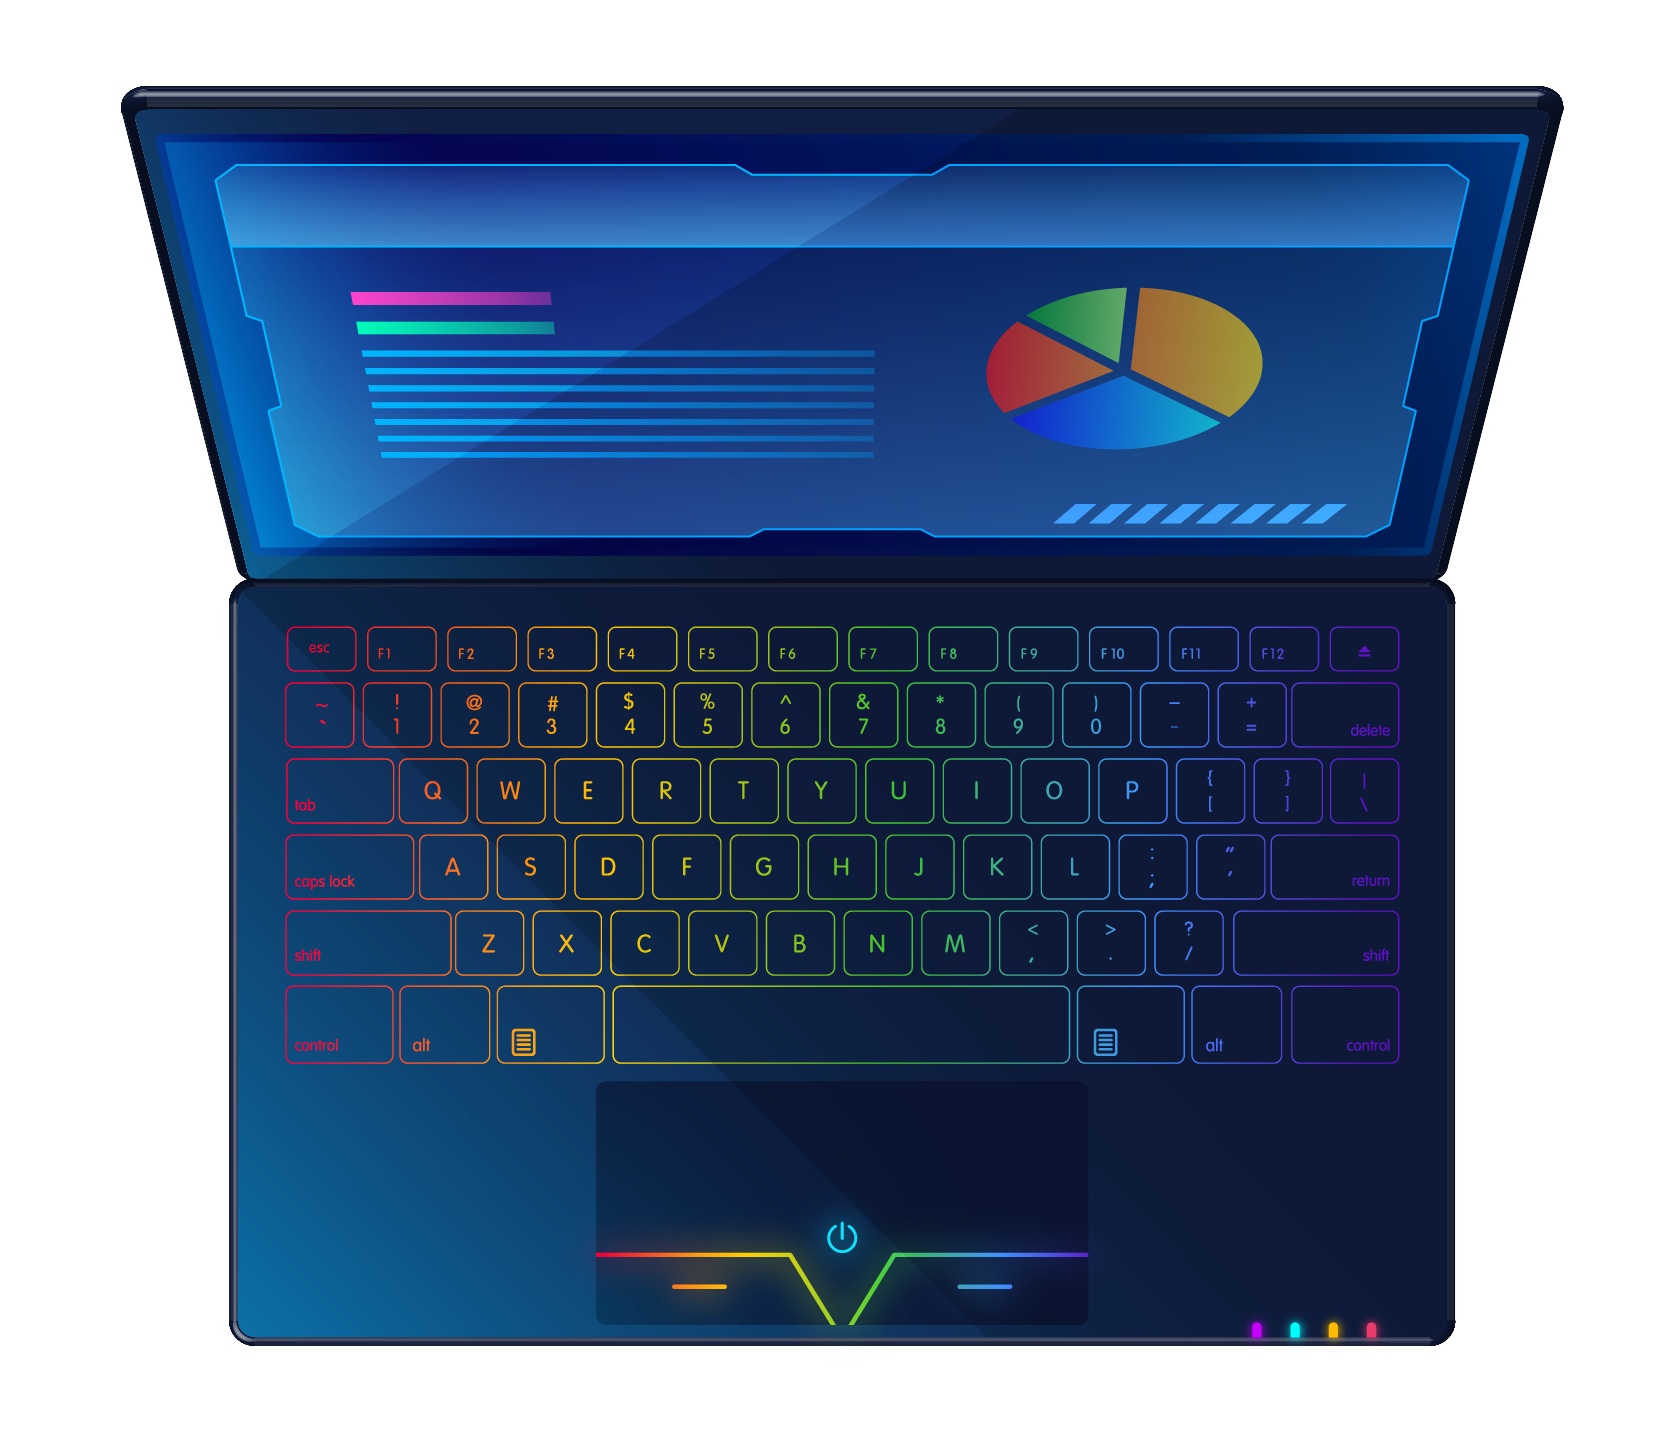 esc F1 F2 F3 F4 F5 F6 F7 F8 F9 F10 F11 F12
~ ! @ # $ % ^ & * ( ) – +
` 1 2 3 4 5 6 7 8 9 0 - = delete
tab Q W E R T Y U I O P { } |
[ ] \
caps lock A S D F G H J K L : “
; ‘ return
shift Z X C V B N M < > ?
, . / shift
control alt alt control